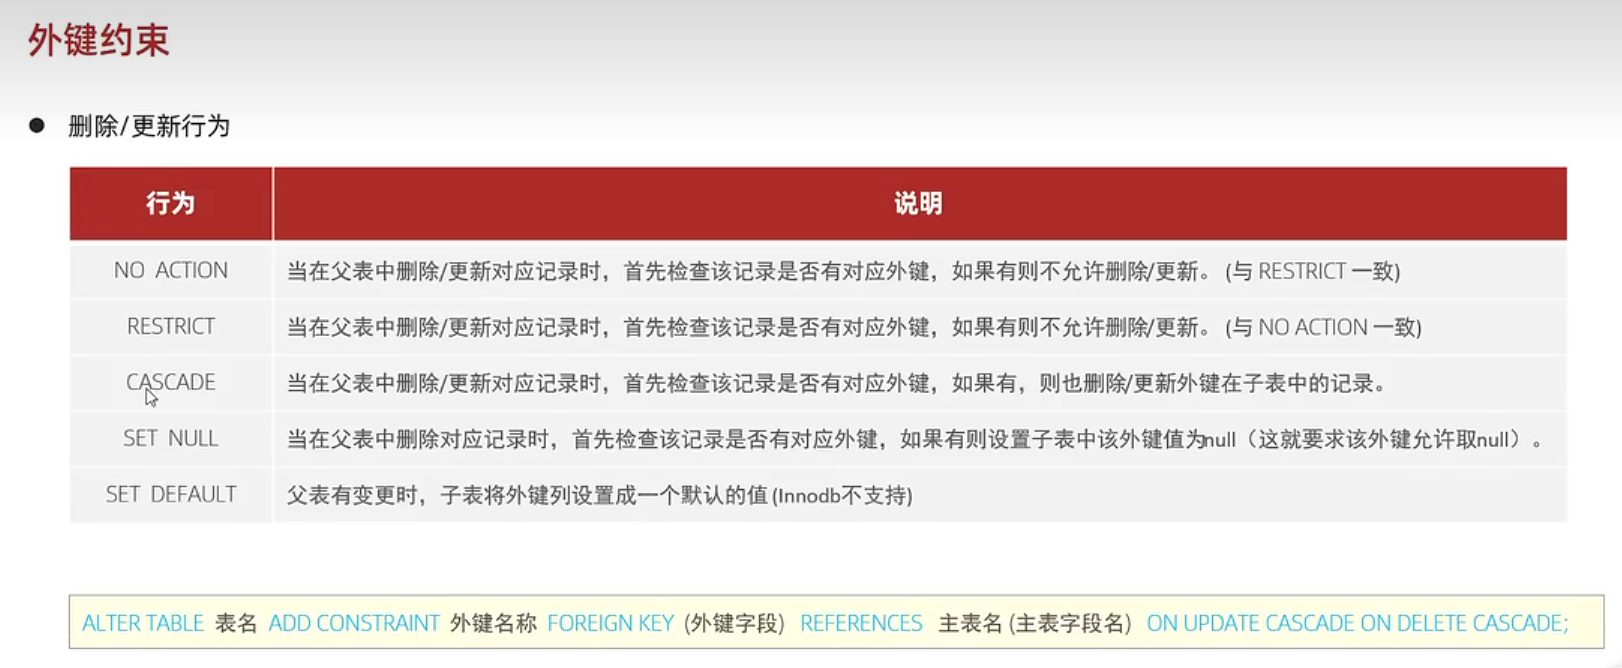 外键约束
● 删除/更新行为
行为 说明
NO ACTION 当在父表中删除/更新对应记录时，首先检查该记录是否有对应外键，如果有则不允许删除/更新。 (与 RESTRICT 一致)
RESTRICT 当在父表中删除/更新对应记录时，首先检查该记录是否有对应外键，如果有则不允许删除/更新。 (与 NO ACTION 一致)
CASCADE 当在父表中删除/更新对应记录时，首先检查该记录是否有对应外键，如果有，则也删除/更新外键在子表中的记录。
SET NULL 当在父表中删除对应记录时，首先检查该记录是否有对应外键，如果有则设置子表中该外键值为null（这就要求该外键允许取null）。
SET DEFAULT 父表有变更时，子表将外键列设置成一个默认的值 (Innodb不支持)
ALTER TABLE 表名 ADD CONSTRAINT 外键名称 FOREIGN KEY (外键字段) REFERENCES 主表名 (主表字段名) ON UPDATE CASCADE ON DELETE CASCADE;